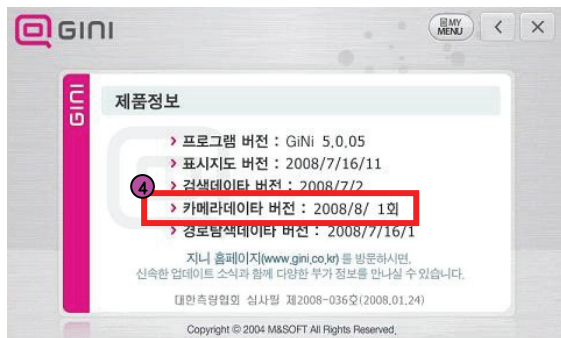 GINI
MY
MENU
GINI
제품정보
프로그램 버전 : GiNi 5.0.05
표시지도 버전 : 2008/7/16/11
④
검색데이타 버전 : 2008/7/2
카메라데이타 버전 : 2008/8/ 1회
경로탐색데이타 버전 : 2008/7/16/1
지니 홈페이지(www.gini.co.kr) 를 방문하시면,
신속한 업데이트 소식과 함께 다양한 부가 정보를 만나실 수 있습니다.
대한측량협회 심사필 제2008-036호(2008.01.24)
Copyright © 2004 M&SOFT All Rights Reserved.